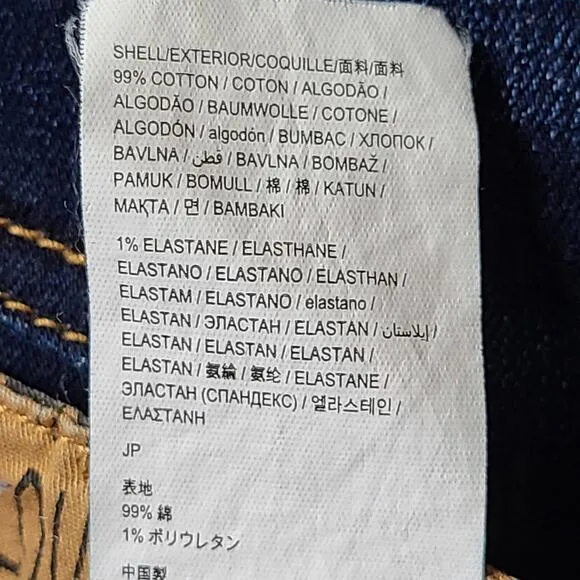 SHELL/EXTERIOR/COQUILLE/面料/面料
99% COTTON / COTON / ALGODÃO /
ALGODÃO / BAUMWOLLE / COTONE /
ALGODÓN / algodón / BUMBAC / ХЛОПОК /
BAVLNA / قطن / BAVLNA / BOMBAŽ /
PAMUK / BOMULL / 棉 / 棉 / KATUN /
МАҚТА / 면 / BAMBAKI
1% ELASTANE / ELASTHANE /
ELASTANO / ELASTANO / ELASTHAN /
ELASTAM / ELASTANO / elastano /
ELASTAN / ЭЛАСТАН / ELASTAN / إيلاستان /
ELASTAN / ELASTAN / ELASTAN /
ELASTAN / 氨綸 / 氨纶 / ELASTANE /
ЭЛАСТАН (СПАНДЕКС) / 엘라스테인 /
ΕΛΑΣΤΑΝΗ
JP
表地
99% 綿
1% ポリウレタン
中国製